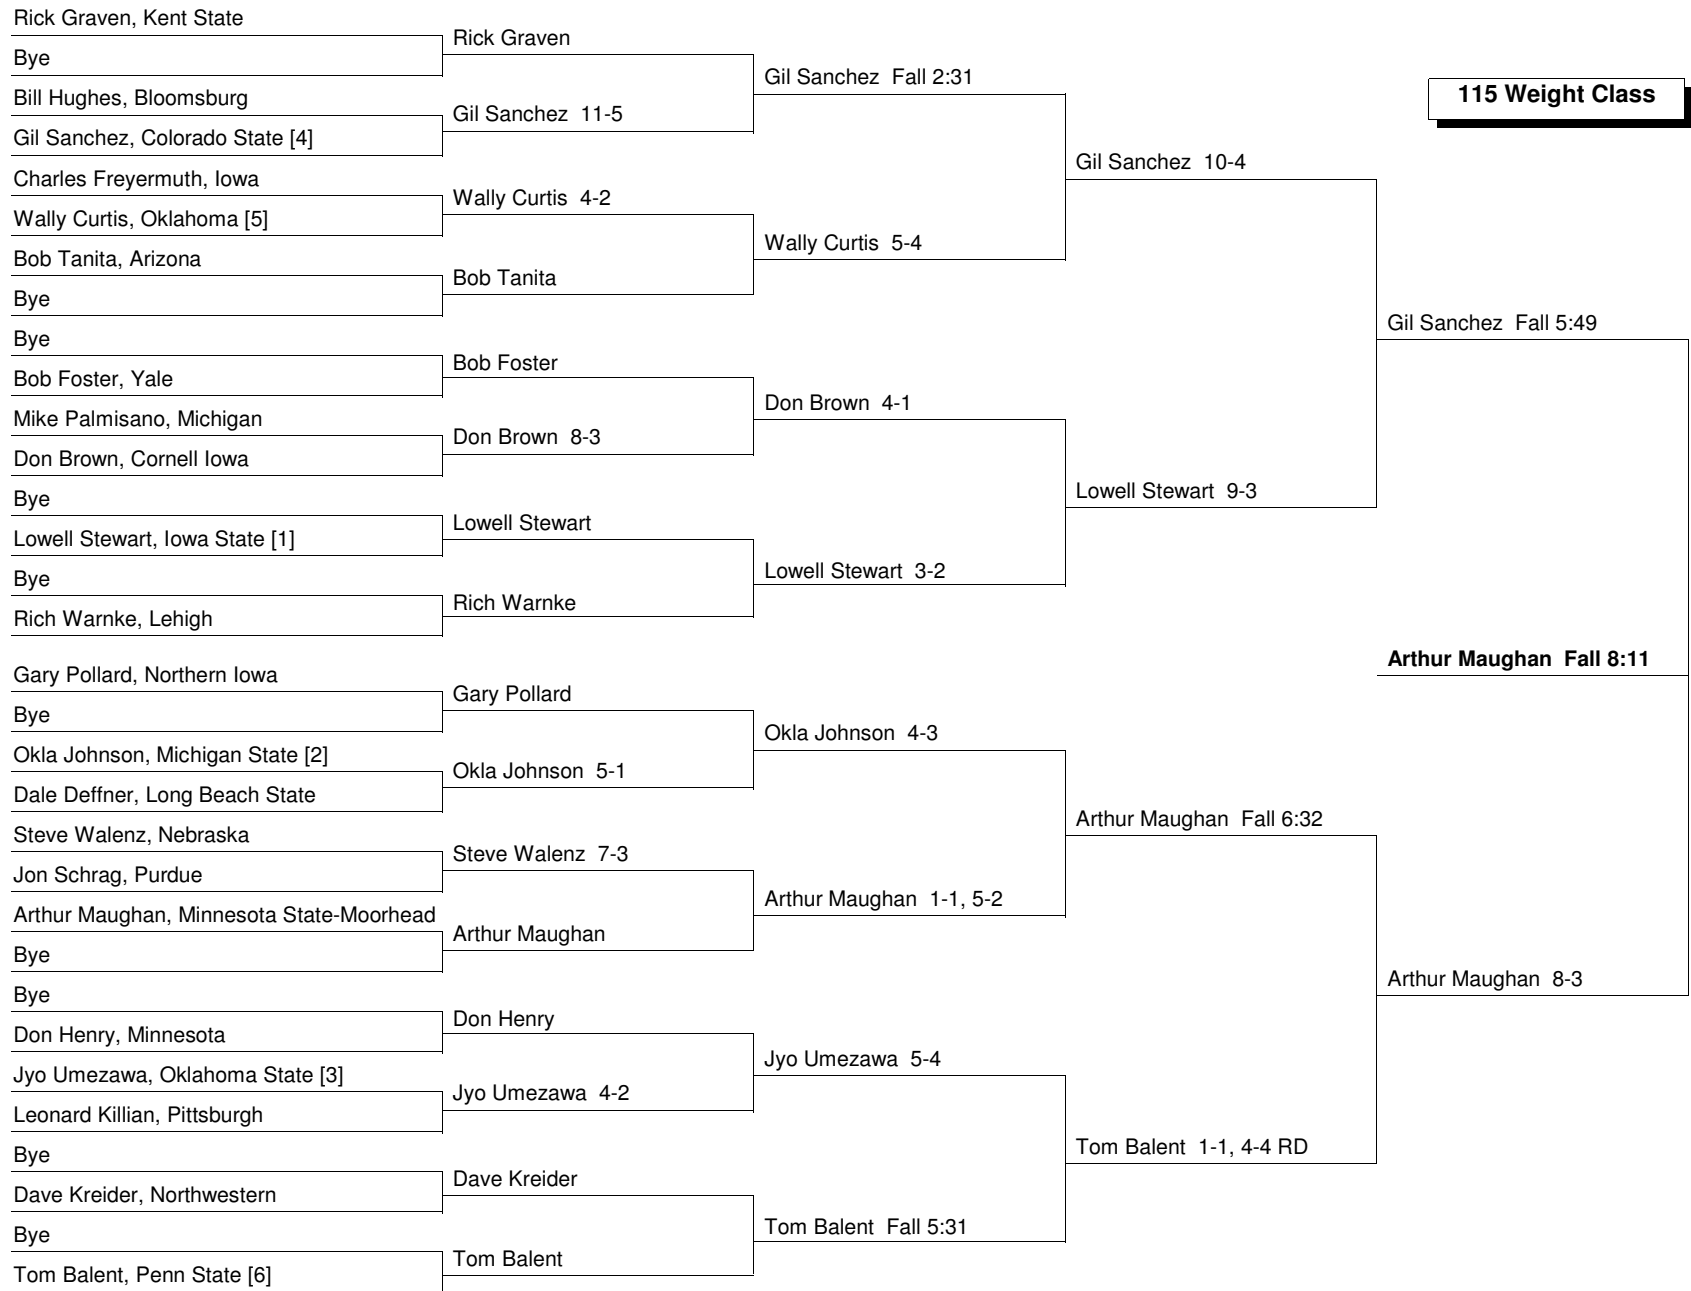 115 Weight Class
Rick Graven, Kent State
Bye
Bill Hughes, Bloomsburg
Gil Sanchez, Colorado State [4]
Charles Freyermuth, Iowa
Wally Curtis, Oklahoma [5]
Bob Tanita, Arizona
Bye
Bye
Bob Foster, Yale
Mike Palmisano, Michigan
Don Brown, Cornell Iowa
Bye
Lowell Stewart, Iowa State [1]
Bye
Rich Warnke, Lehigh
Gary Pollard, Northern Iowa
Bye
Okla Johnson, Michigan State [2]
Dale Deffner, Long Beach State
Steve Walenz, Nebraska
Jon Schrag, Purdue
Arthur Maughan, Minnesota State-Moorhead
Bye
Bye
Don Henry, Minnesota
Jyo Umezawa, Oklahoma State [3]
Leonard Killian, Pittsburgh
Bye
Dave Kreider, Northwestern
Bye
Tom Balent, Penn State [6]
Rick Graven
Gil Sanchez 11-5
Wally Curtis 4-2
Bob Tanita
Bob Foster
Don Brown 8-3
Lowell Stewart
Rich Warnke
Gary Pollard
Okla Johnson 5-1
Steve Walenz 7-3
Arthur Maughan
Don Henry
Jyo Umezawa 4-2
Dave Kreider
Tom Balent
Gil Sanchez Fall 2:31
Wally Curtis 5-4
Don Brown 4-1
Lowell Stewart 3-2
Okla Johnson 4-3
Arthur Maughan 1-1, 5-2
Jyo Umezawa 5-4
Tom Balent Fall 5:31
Gil Sanchez 10-4
Lowell Stewart 9-3
Arthur Maughan Fall 6:32
Tom Balent 1-1, 4-4 RD
Gil Sanchez Fall 5:49
Arthur Maughan 8-3
Arthur Maughan Fall 8:11